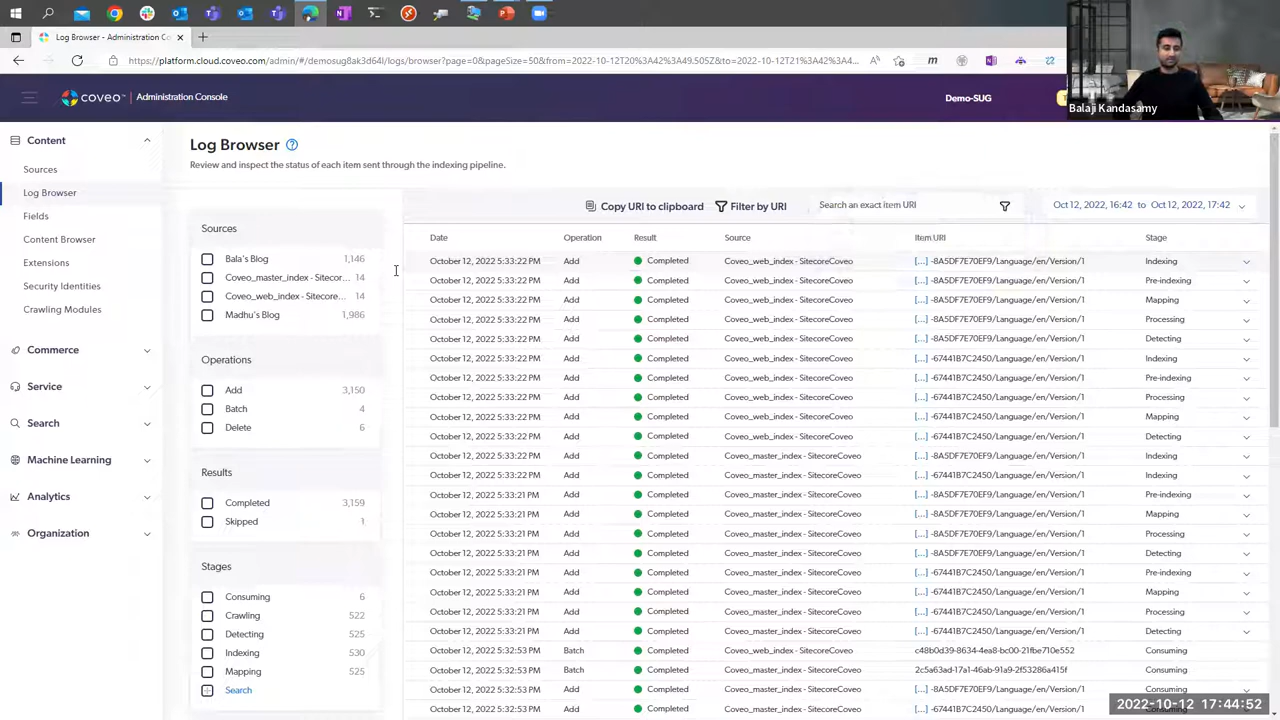 Log Browser - Administration C
https://platform.cloud.coveo.com/admin/#/demosug8ak3d64l/logs/browser?page=0&pageSize=50&from=2022-10-12T20%3A42%3A49.505Z&to=2022-10-12T21%3A42%3A4...
coveo™ Administration Console
Demo-SUG
Balaji Kandasamy
Content
Sources
Log Browser
Fields
Content Browser
Extensions
Security Identities
Crawling Modules
Commerce
Service
Search
Machine Learning
Analytics
Organization
Log Browser
Review and inspect the status of each item sent through the indexing pipeline.
Copy URI to clipboard Filter by URI Search an exact item URI Oct 12, 2022, 16:42 to Oct 12, 2022, 17:42
Sources
Bala's Blog 1,146
Coveo_master_index - Sitecor... 14
Coveo_web_index - Sitecore... 14
Madhu's Blog 1,986
Operations
Add 3,150
Batch 4
Delete 6
Results
Completed 3,159
Skipped 1
Stages
Consuming 6
Crawling 522
Detecting 525
Indexing 530
Mapping 525
Search
Date Operation Result Source Item URI Stage
October 12, 2022 5:33:22 PM Add Completed Coveo_web_index - SitecoreCoveo [...] -8A5DF7E70EF9/Language/en/Version/1 Indexing
October 12, 2022 5:33:22 PM Add Completed Coveo_web_index - SitecoreCoveo [...] -8A5DF7E70EF9/Language/en/Version/1 Pre-indexing
October 12, 2022 5:33:22 PM Add Completed Coveo_web_index - SitecoreCoveo [...] -8A5DF7E70EF9/Language/en/Version/1 Mapping
October 12, 2022 5:33:22 PM Add Completed Coveo_web_index - SitecoreCoveo [...] -8A5DF7E70EF9/Language/en/Version/1 Processing
October 12, 2022 5:33:22 PM Add Completed Coveo_web_index - SitecoreCoveo [...] -8A5DF7E70EF9/Language/en/Version/1 Detecting
October 12, 2022 5:33:22 PM Add Completed Coveo_web_index - SitecoreCoveo [...] -67441B7C2450/Language/en/Version/1 Indexing
October 12, 2022 5:33:22 PM Add Completed Coveo_web_index - SitecoreCoveo [...] -67441B7C2450/Language/en/Version/1 Pre-indexing
October 12, 2022 5:33:22 PM Add Completed Coveo_web_index - SitecoreCoveo [...] -67441B7C2450/Language/en/Version/1 Processing
October 12, 2022 5:33:22 PM Add Completed Coveo_web_index - SitecoreCoveo [...] -67441B7C2450/Language/en/Version/1 Mapping
October 12, 2022 5:33:22 PM Add Completed Coveo_web_index - SitecoreCoveo [...] -67441B7C2450/Language/en/Version/1 Detecting
October 12, 2022 5:33:22 PM Add Completed Coveo_master_index - SitecoreCoveo [...] -8A5DF7E70EF9/Language/en/Version/1 Indexing
October 12, 2022 5:33:22 PM Add Completed Coveo_master_index - SitecoreCoveo [...] -67441B7C2450/Language/en/Version/1 Indexing
October 12, 2022 5:33:21 PM Add Completed Coveo_master_index - SitecoreCoveo [...] -8A5DF7E70EF9/Language/en/Version/1 Pre-indexing
October 12, 2022 5:33:21 PM Add Completed Coveo_master_index - SitecoreCoveo [...] -8A5DF7E70EF9/Language/en/Version/1 Mapping
October 12, 2022 5:33:21 PM Add Completed Coveo_master_index - SitecoreCoveo [...] -8A5DF7E70EF9/Language/en/Version/1 Processing
October 12, 2022 5:33:21 PM Add Completed Coveo_master_index - SitecoreCoveo [...] -8A5DF7E70EF9/Language/en/Version/1 Detecting
October 12, 2022 5:33:21 PM Add Completed Coveo_master_index - SitecoreCoveo [...] -67441B7C2450/Language/en/Version/1 Pre-indexing
October 12, 2022 5:33:21 PM Add Completed Coveo_master_index - SitecoreCoveo [...] -67441B7C2450/Language/en/Version/1 Mapping
October 12, 2022 5:33:21 PM Add Completed Coveo_master_index - SitecoreCoveo [...] -67441B7C2450/Language/en/Version/1 Processing
October 12, 2022 5:33:21 PM Add Completed Coveo_master_index - SitecoreCoveo [...] -67441B7C2450/Language/en/Version/1 Detecting
October 12, 2022 5:32:53 PM Batch Completed Coveo_web_index - SitecoreCoveo c48b0d39-8634-4ea8-bc00-21fbe710e552 Consuming
October 12, 2022 5:32:53 PM Batch Completed Coveo_master_index - SitecoreCoveo 2c5a63ad-17a1-46ab-91a9-2f53286a415f Consuming
October 12, 2022 5:32:53 PM Add Completed Coveo_master_index - SitecoreCoveo [...] -8A5DF7E70EF9/Language/en/Version/1 Consuming
October 12, 2022 5:32:53 PM Add Completed Coveo_master_index - SitecoreCoveo [...] -67441B7C2450/Language/en/Version/1 Consuming
2022-10-12 17:44:52